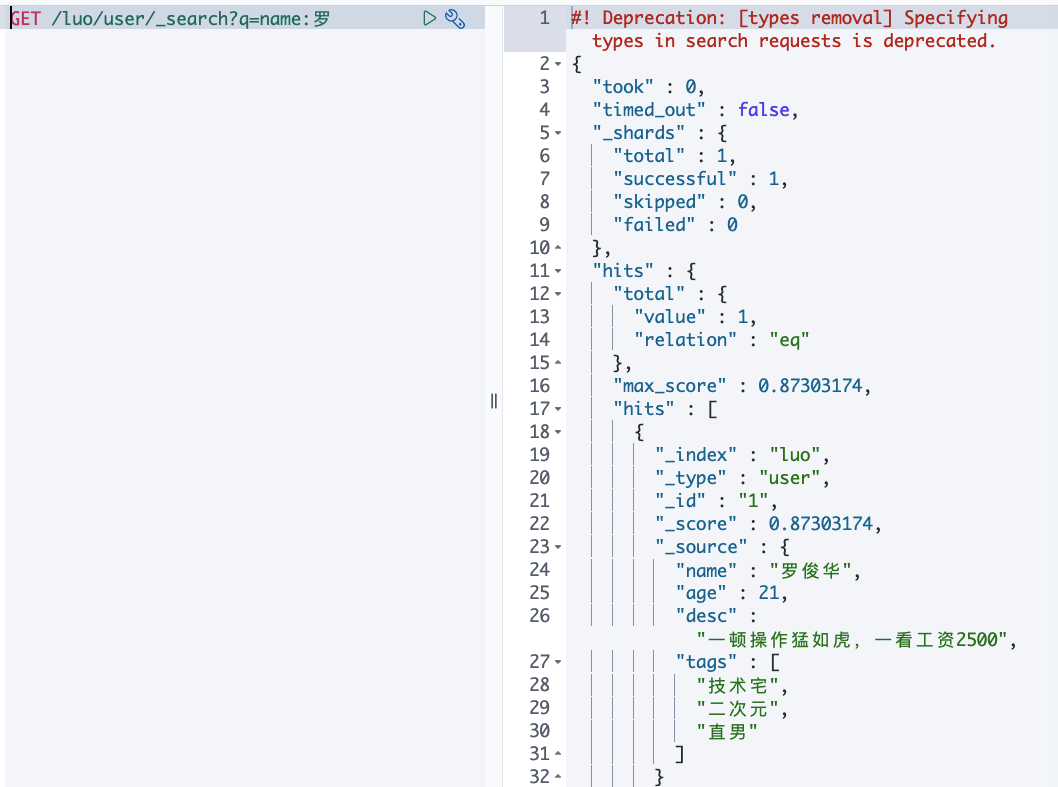 GET /luo/user/_search?q=name:罗
1 #! Deprecation: [types removal] Specifying
types in search requests is deprecated.
2 {
3 "took" : 0,
4 "timed_out" : false,
5 "_shards" : {
6 "total" : 1,
7 "successful" : 1,
8 "skipped" : 0,
9 "failed" : 0
10 },
11 "hits" : {
12 "total" : {
13 "value" : 1,
14 "relation" : "eq"
15 },
16 "max_score" : 0.87303174,
17 "hits" : [
18 {
19 "_index" : "luo",
20 "_type" : "user",
21 "_id" : "1",
22 "_score" : 0.87303174,
23 "_source" : {
24 "name" : "罗俊华",
25 "age" : 21,
26 "desc" :
"一顿操作猛如虎，一看工资2500",
27 "tags" : [
28 "技术宅",
29 "二次元",
30 "直男"
31 ]
32 }